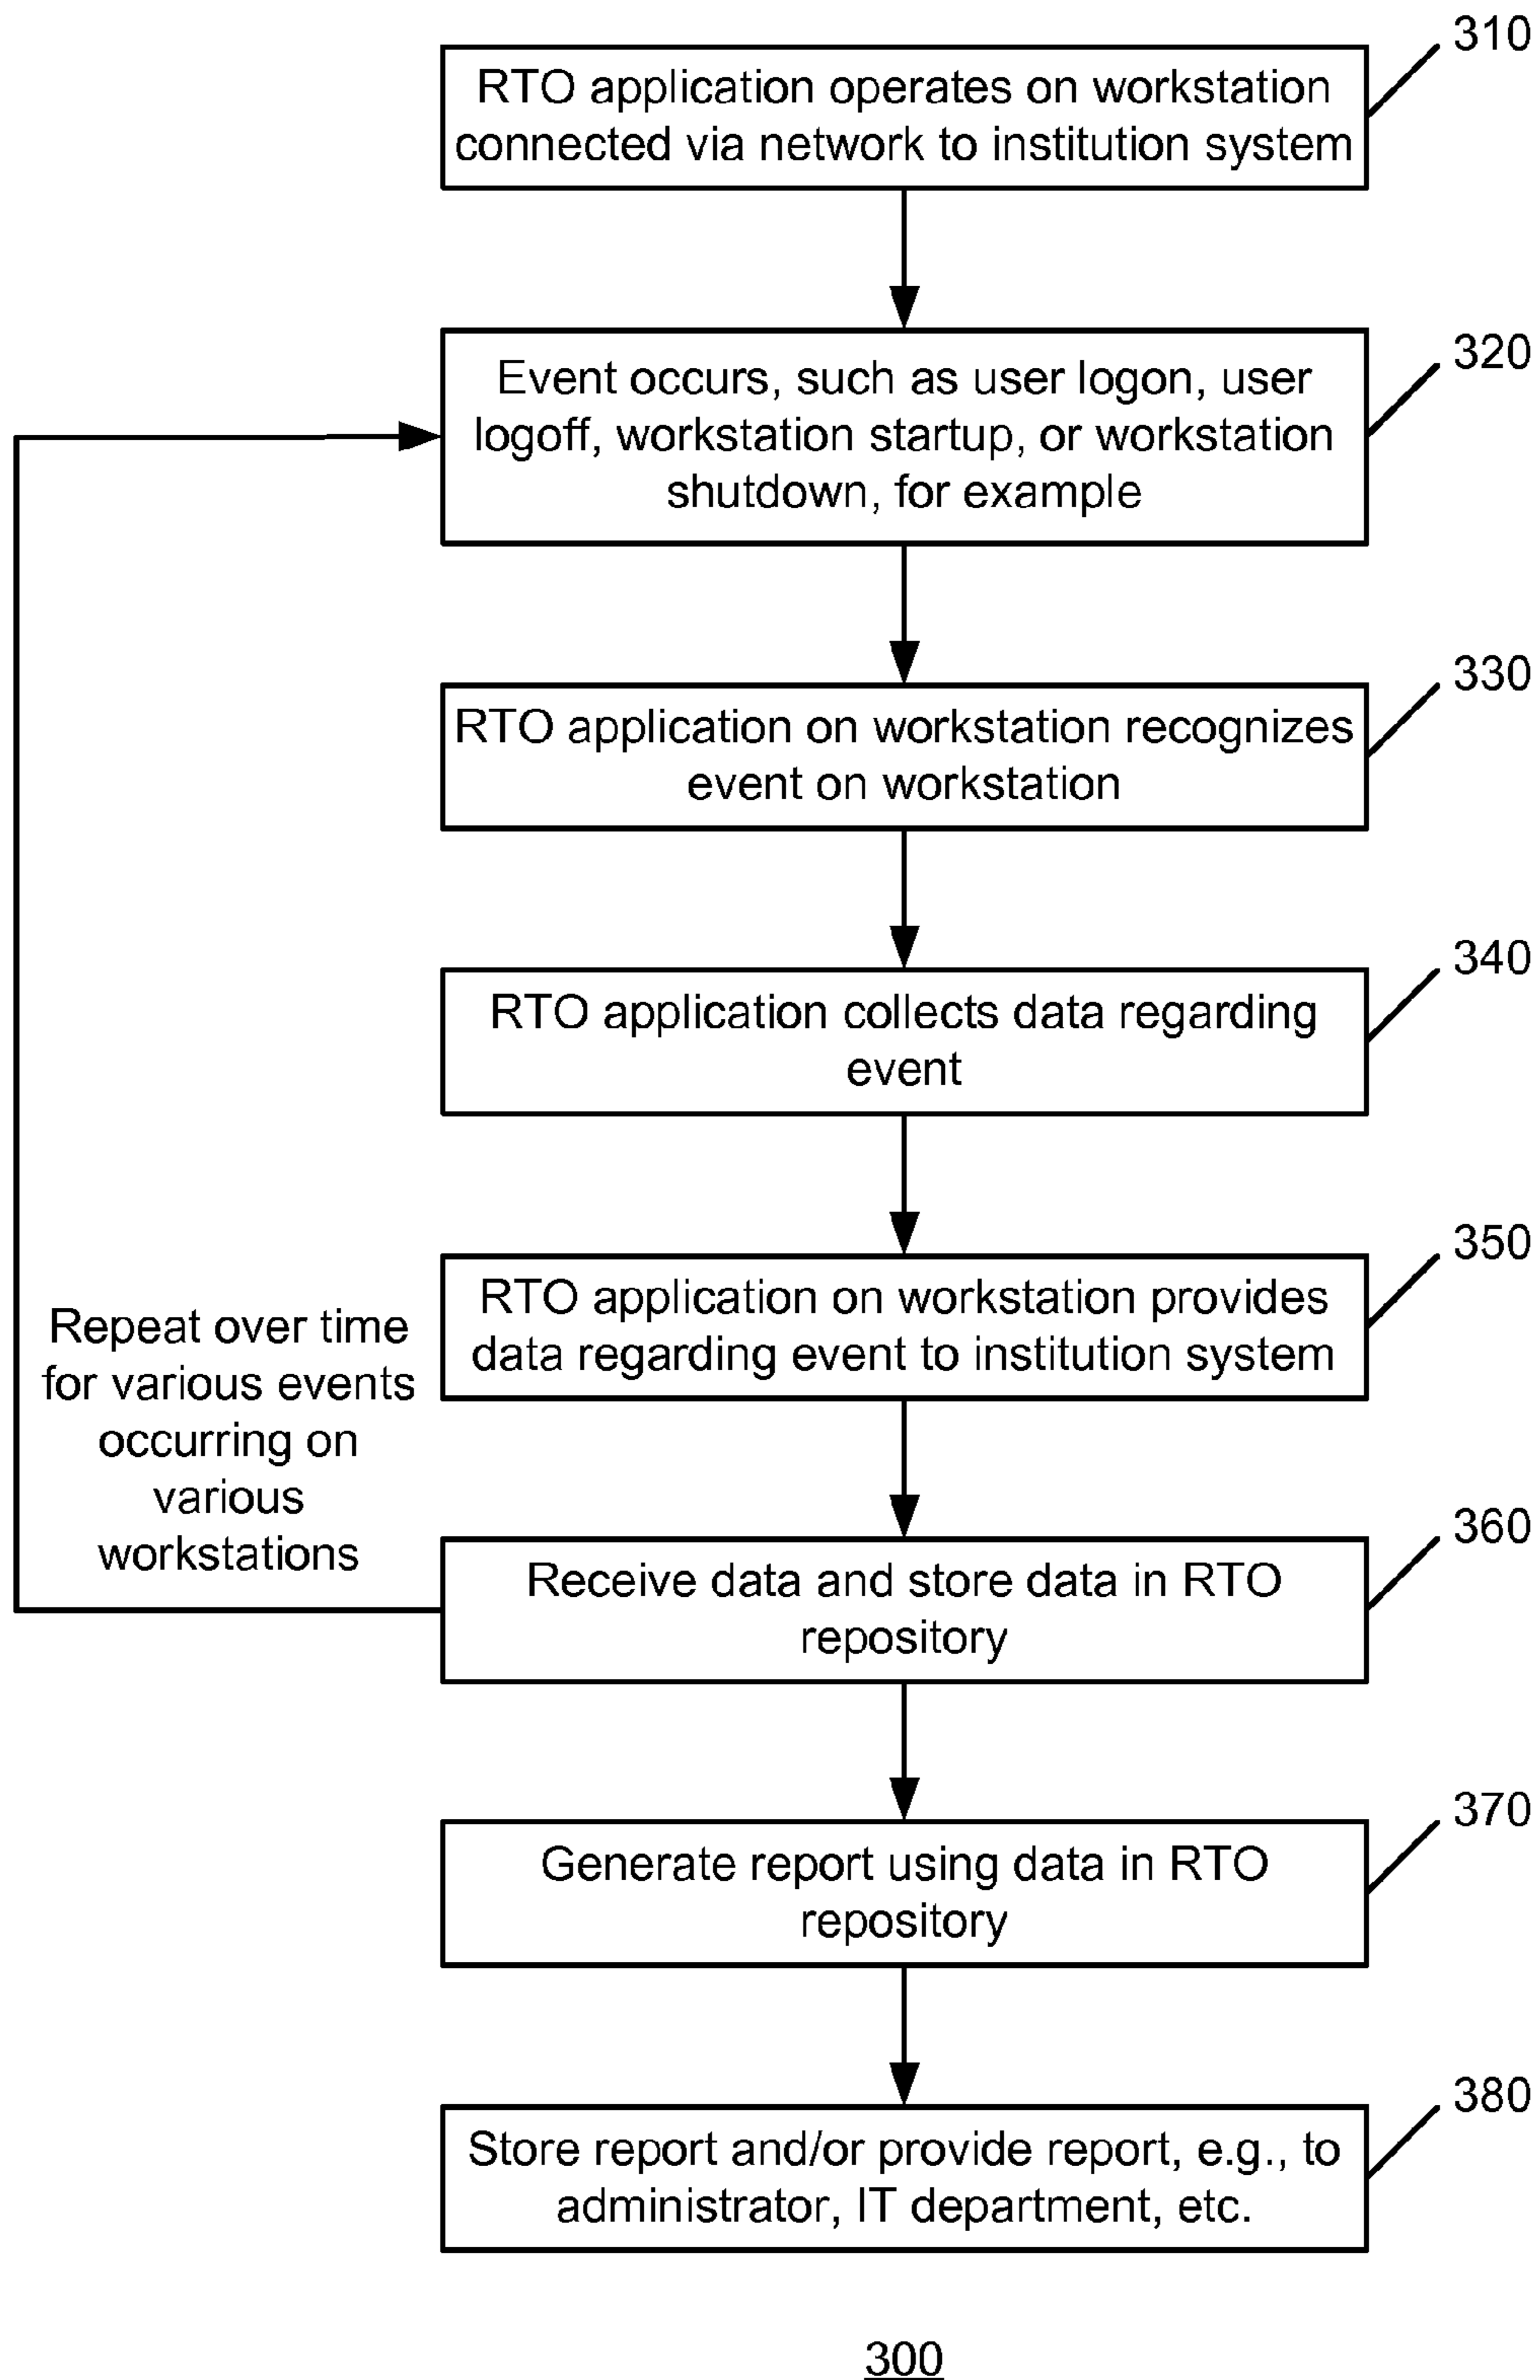 310
RTO application operates on workstation
connected via network to institution system
320
Event occurs, such as user logon, user
logoff, workstation startup, or workstation
shutdown, for example
330
RTO application on workstation recognizes
event on workstation
340
RTO application collects data regarding
event
350
RTO application on workstation provides
data regarding event to institution system
Repeat over time
for various events
occurring on
various
workstations
360
Receive data and store data in RTO
repository
370
Generate report using data in RTO
repository
380
Store report and/or provide report, e.g., to
administrator, IT department, etc.
300